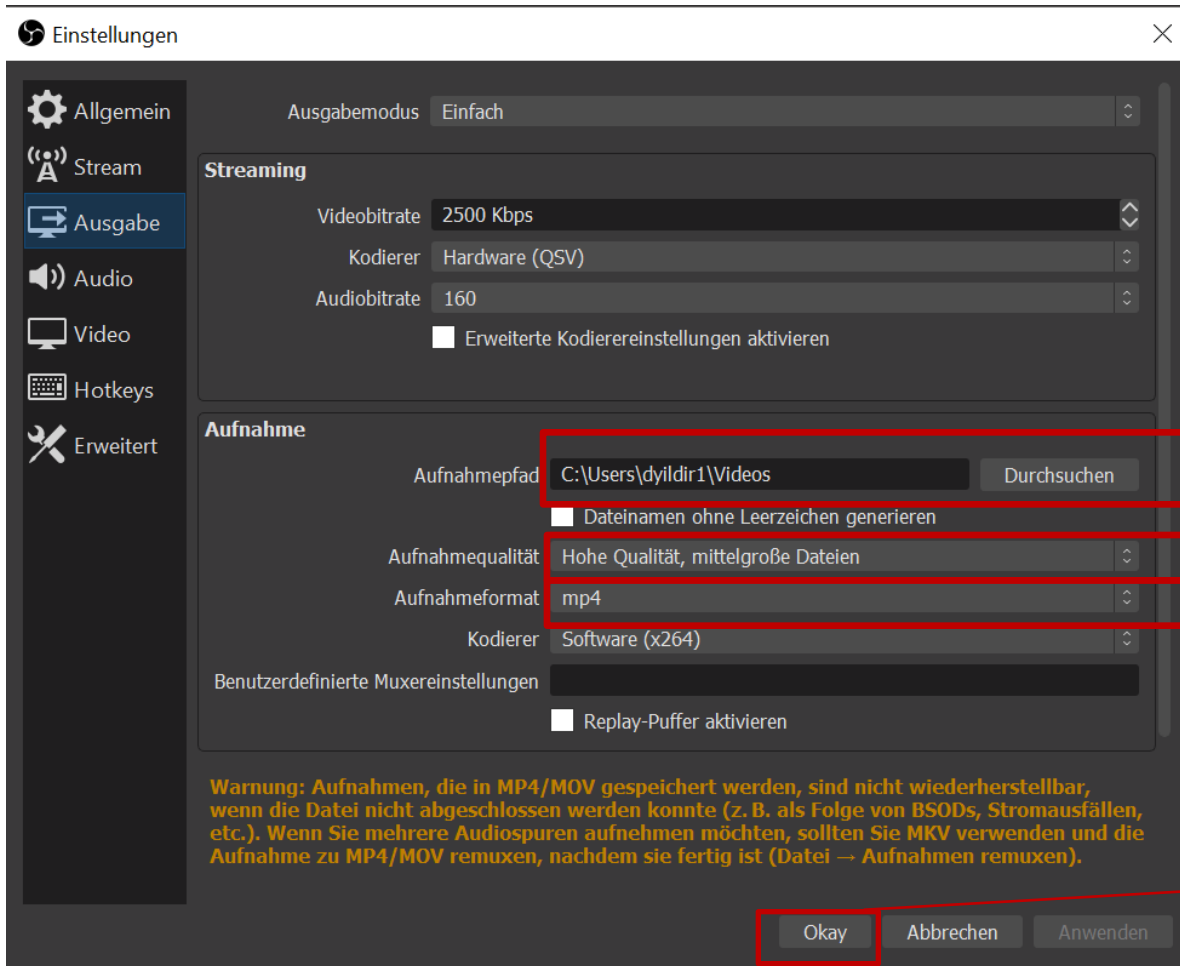 Einstellungen
Allgemein
Stream
Ausgabe
Audio
Video
Hotkeys
Erweitert
Ausgabemodus Einfach
Streaming
Videobitrate 2500 Kbps
Kodierer Hardware (QSV)
Audiobitrate 160
Erweiterte Kodierereinstellungen aktivieren
Aufnahme
Aufnahmepfad C:\Users\dyildir1\Videos Durchsuchen
Dateinamen ohne Leerzeichen generieren
Aufnahmequalität Hohe Qualität, mittelgroße Dateien
Aufnahmeformat mp4
Kodierer Software (x264)
Benutzerdefinierte Muxereinstellungen
Replay-Puffer aktivieren
Warnung: Aufnahmen, die in MP4/MOV gespeichert werden, sind nicht wiederherstellbar,
wenn die Datei nicht abgeschlossen werden konnte (z. B. als Folge von BSODs, Stromausfällen,
etc.). Wenn Sie mehrere Audiospuren aufnehmen möchten, sollten Sie MKV verwenden und die
Aufnahme zu MP4/MOV remuxen, nachdem sie fertig ist (Datei → Aufnahmen remuxen).
Okay Abbrechen Anwenden